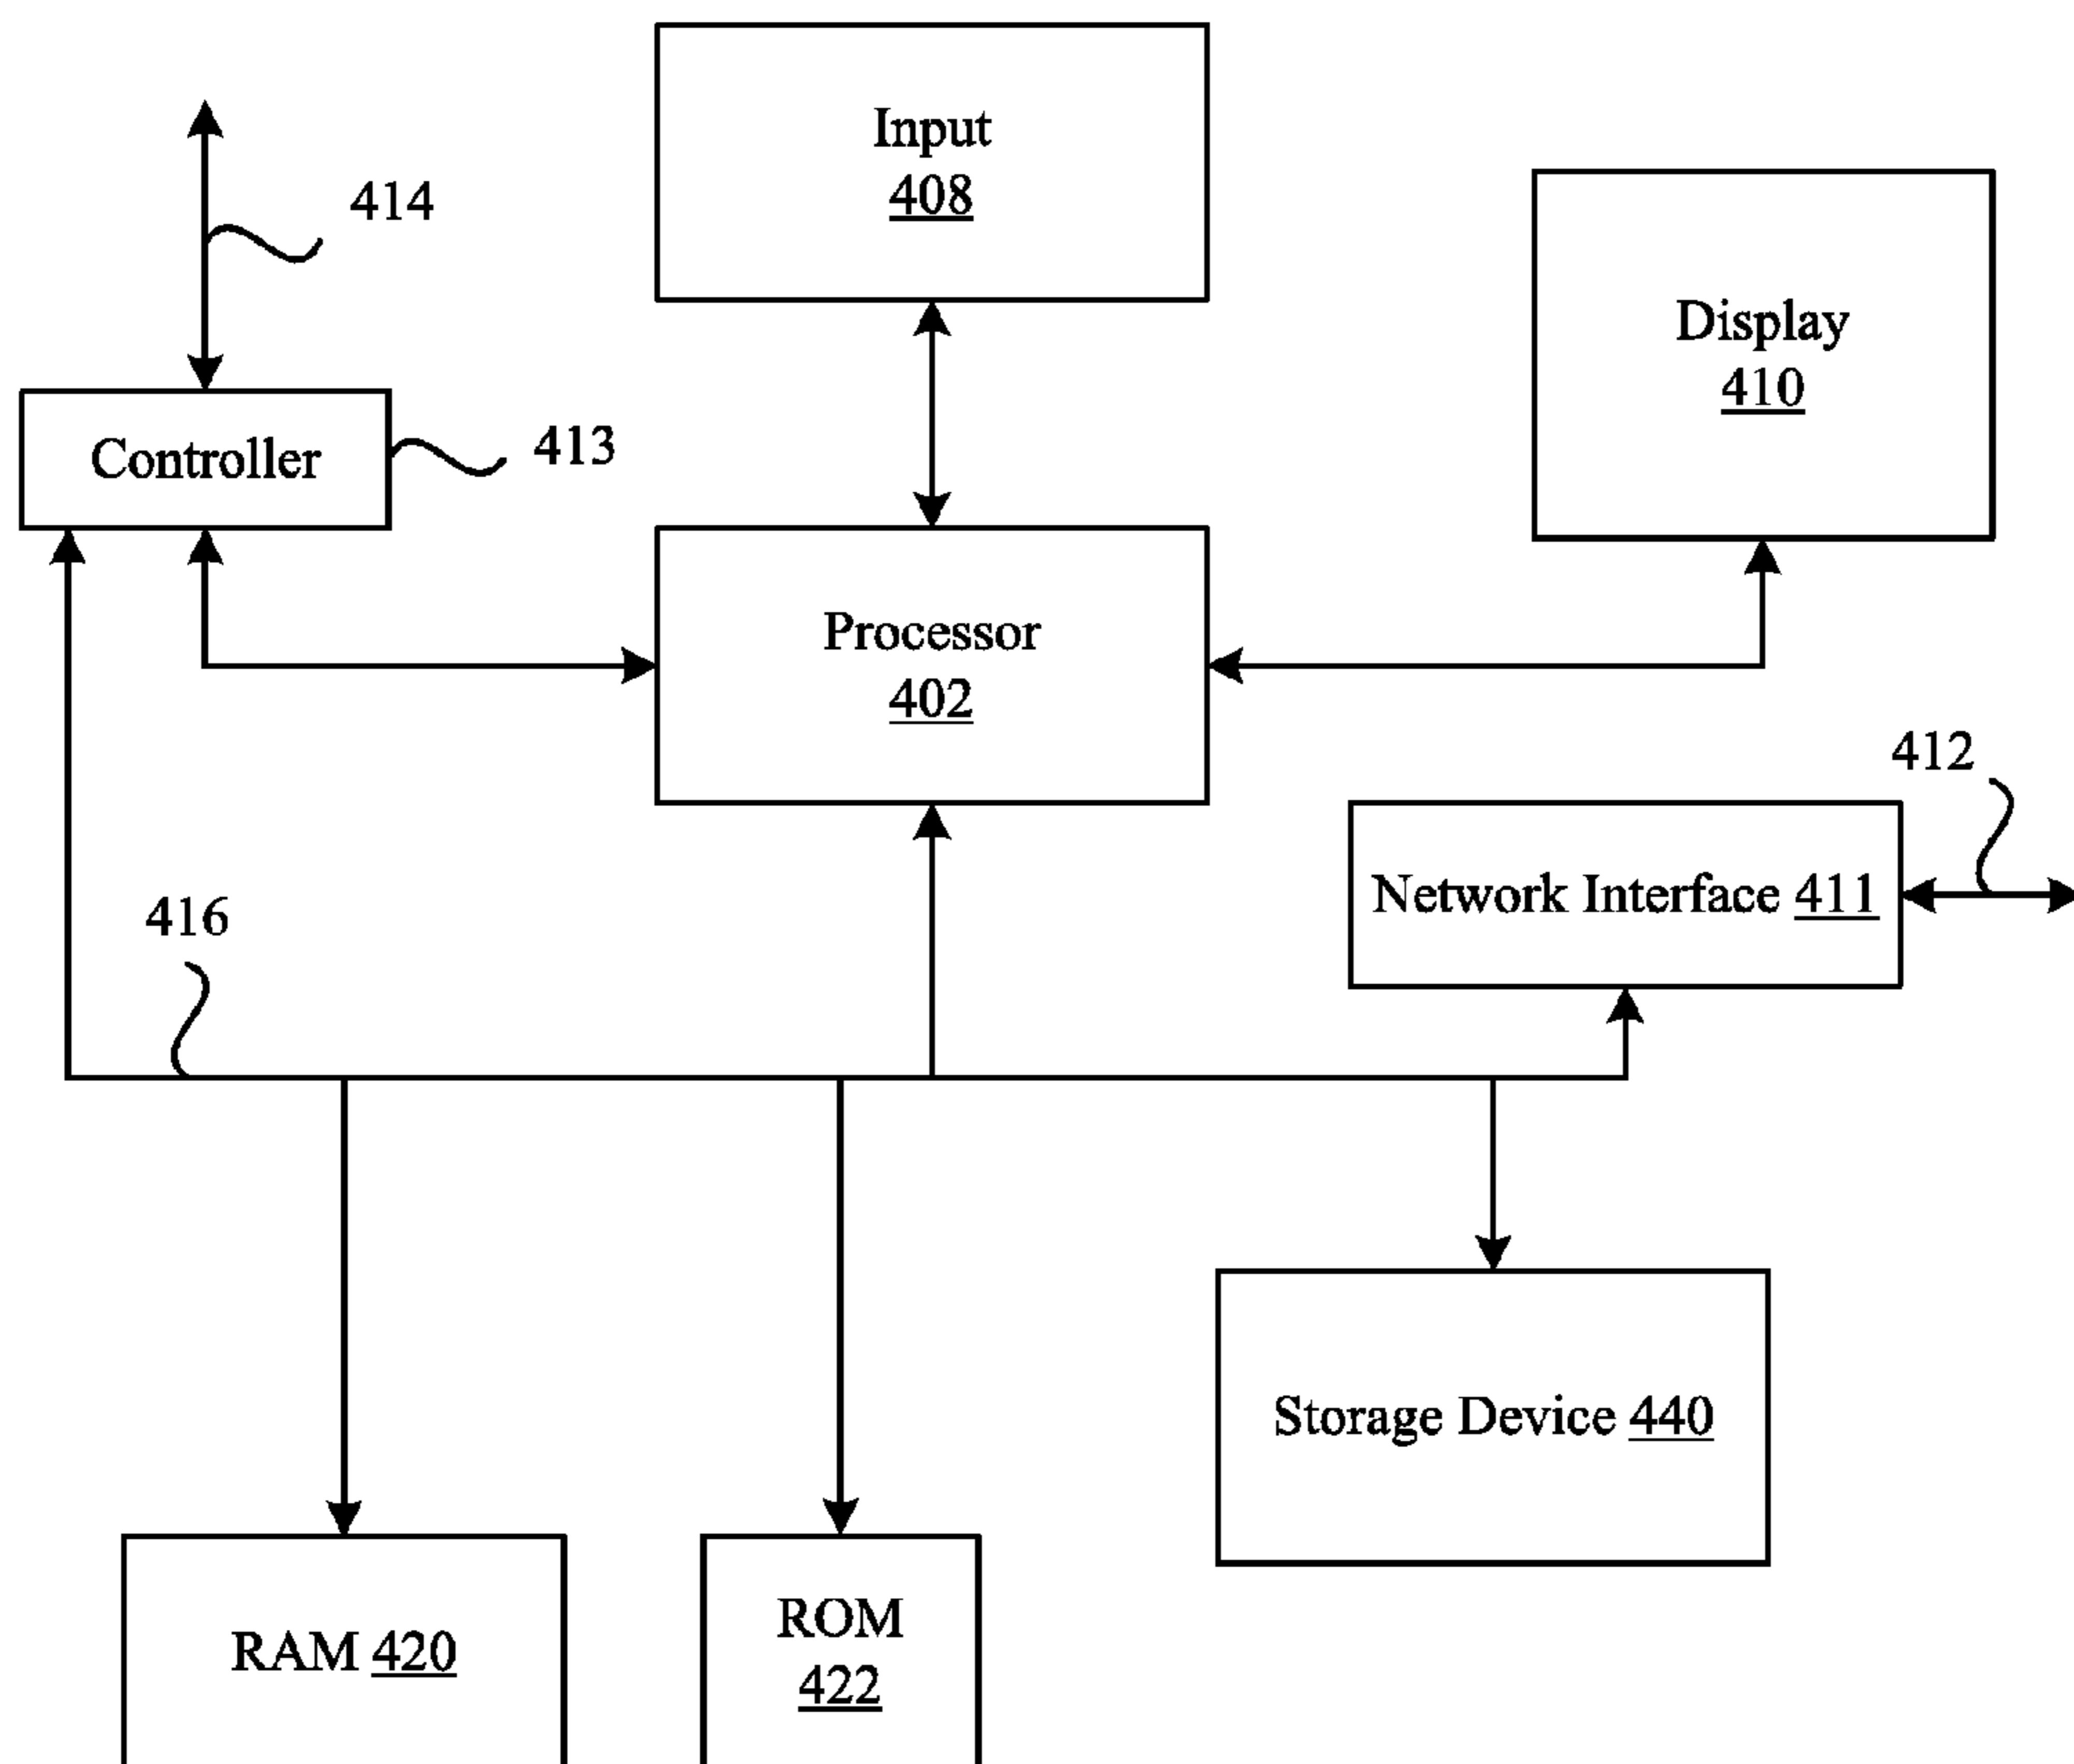 Input
408
414
Display
410
Controller
413
Processor
402
412
Network Interface 411
416
Storage Device 440
RAM 420
ROM
422